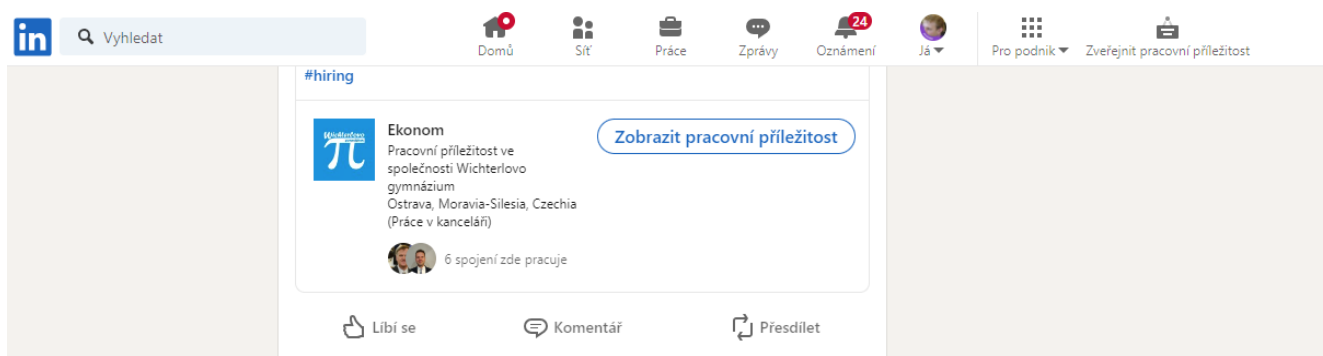 in
Vyhledat
Domů
Síť
Práce
Zprávy
24
Oznámení
Já
Pro podnik
Zveřejnit pracovní příležitost
#hiring
Wichterlovo
Ekonom
Pracovní příležitost ve
společnosti Wichterlovo
gymnázium
Ostrava, Moravia-Silesia, Czechia
(Práce v kanceláři)
6 spojení zde pracuje
Zobrazit pracovní příležitost
Líbí se
Komentář
Přesdílet